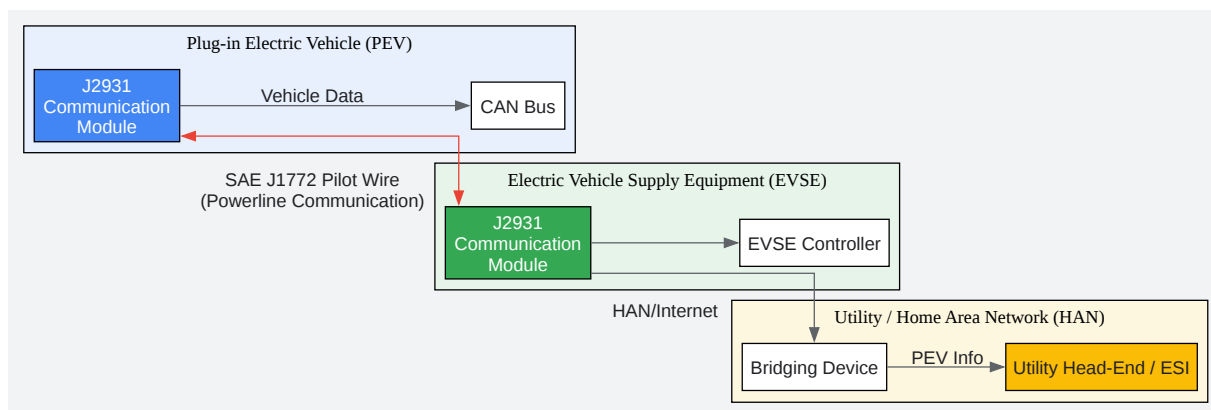 Plug-in Electric Vehicle (PEV)
J2931
Communication
Module
Vehicle Data
CAN Bus
SAE J1772 Pilot Wire
(Powerline Communication)
Electric Vehicle Supply Equipment (EVSE)
J2931
Communication
Module
EVSE Controller
HAN/Internet
Utility / Home Area Network (HAN)
Bridging Device
PEV Info
Utility Head-End / ESI